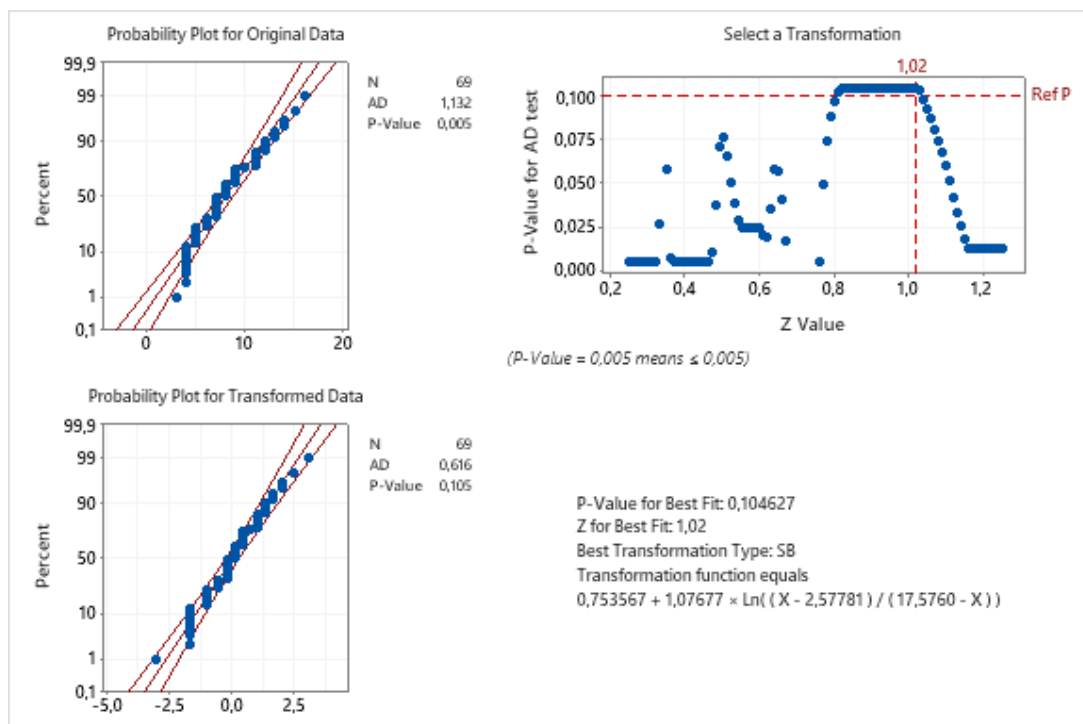 Probability Plot for Original Data
99,9
99
90
50
10
1
0,1
Percent
0
10
20
N 69
AD 1,132
P-Value 0,005
Select a Transformation
1,02
0,100
0,075
0,050
0,025
0,000
P-Value for AD test
Ref P
0,2
0,4
0,6
0,8
1,0
1,2
Z Value
(P-Value = 0,005 means ≤ 0,005)
Probability Plot for Transformed Data
99,9
99
90
50
10
1
0,1
Percent
-5,0
-2,5
0,0
2,5
N 69
AD 0,616
P-Value 0,105
P-Value for Best Fit: 0,104627
Z for Best Fit: 1,02
Best Transformation Type: SB
Transformation function equals
0,753567 + 1,07677 × Ln( ( X - 2,57781 ) / ( 17,5760 - X ) )